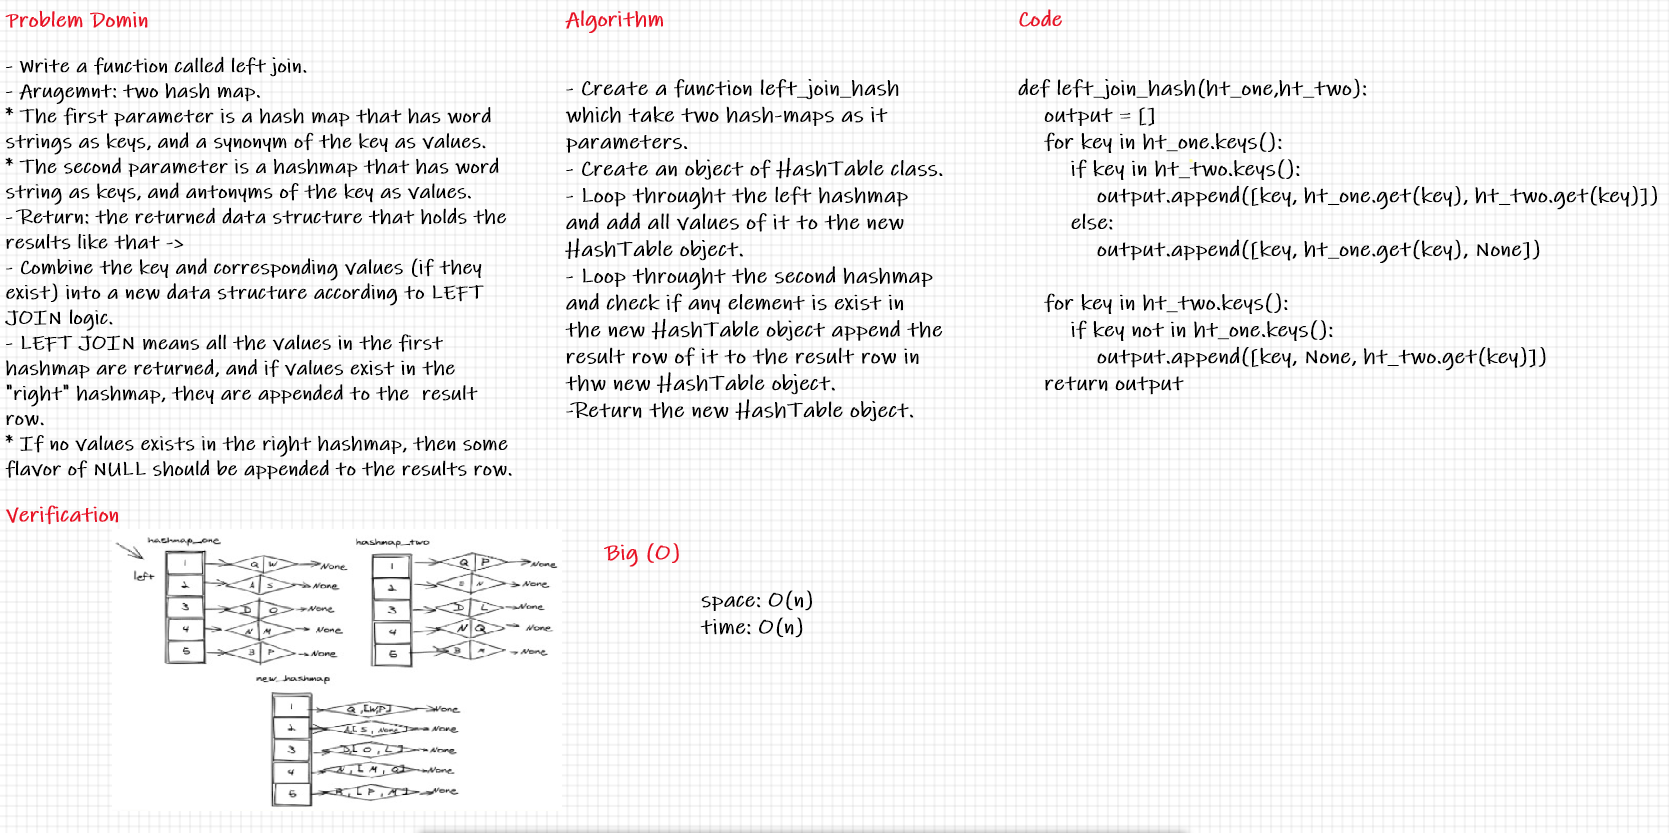 Problem Domin
- Write a function called left join.
- Arugemnt: two hash map.
* The first parameter is a hash map that has word
strings as keys, and a synonym of the key as values.
* The second parameter is a hashmap that has word
string as keys, and antonyms of the key as values.
- Return: the returned data structure that holds the
results like that ->
- Combine the key and corresponding values (if they
exist) into a new data structure according to LEFT
JOIN logic.
- LEFT JOIN means all the values in the first
hashmap are returned, and if values exist in the
"right" hashmap, they are appended to the result
row.
* If no values exists in the right hashmap, then some
flavor of NULL should be appended to the results row.
Algorithm
- Create a function left_join_hash
which take two hash-maps as it
parameters.
- Create an object of HashTable class.
- Loop throught the left hashmap
and add all values of it to the new
HashTable object.
- Loop throught the second hashmap
and check if any element is exist in
the new HashTable object append the
result row of it to the result row in
thw new HashTable object.
-Return the new HashTable object.
Code
def left_join_hash(ht_one,ht_two):
output = []
for key in ht_one.keys():
if key in ht_two.keys():
output.append([key, ht_one.get(key), ht_two.get(key)])
else:
output.append([key, ht_one.get(key), None])
for key in ht_two.keys():
if key not in ht_one.keys():
output.append([key, None, ht_two.get(key)])
return output
Verification
hashmap_one
left
1 Q W None
2 A S None
3 D O None
4 N M None
5 B P None
hashmap_two
1 Q P None
2 N None
3 D L None
4 N Q None
5 B M None
new_hashmap
1 Q,[WP] None
2 A[S, None] None
3 D[O,L] None
4 N,[M,Q] None
5 B,[P,M] None
Big (O)
space: O(n)
time: O(n)